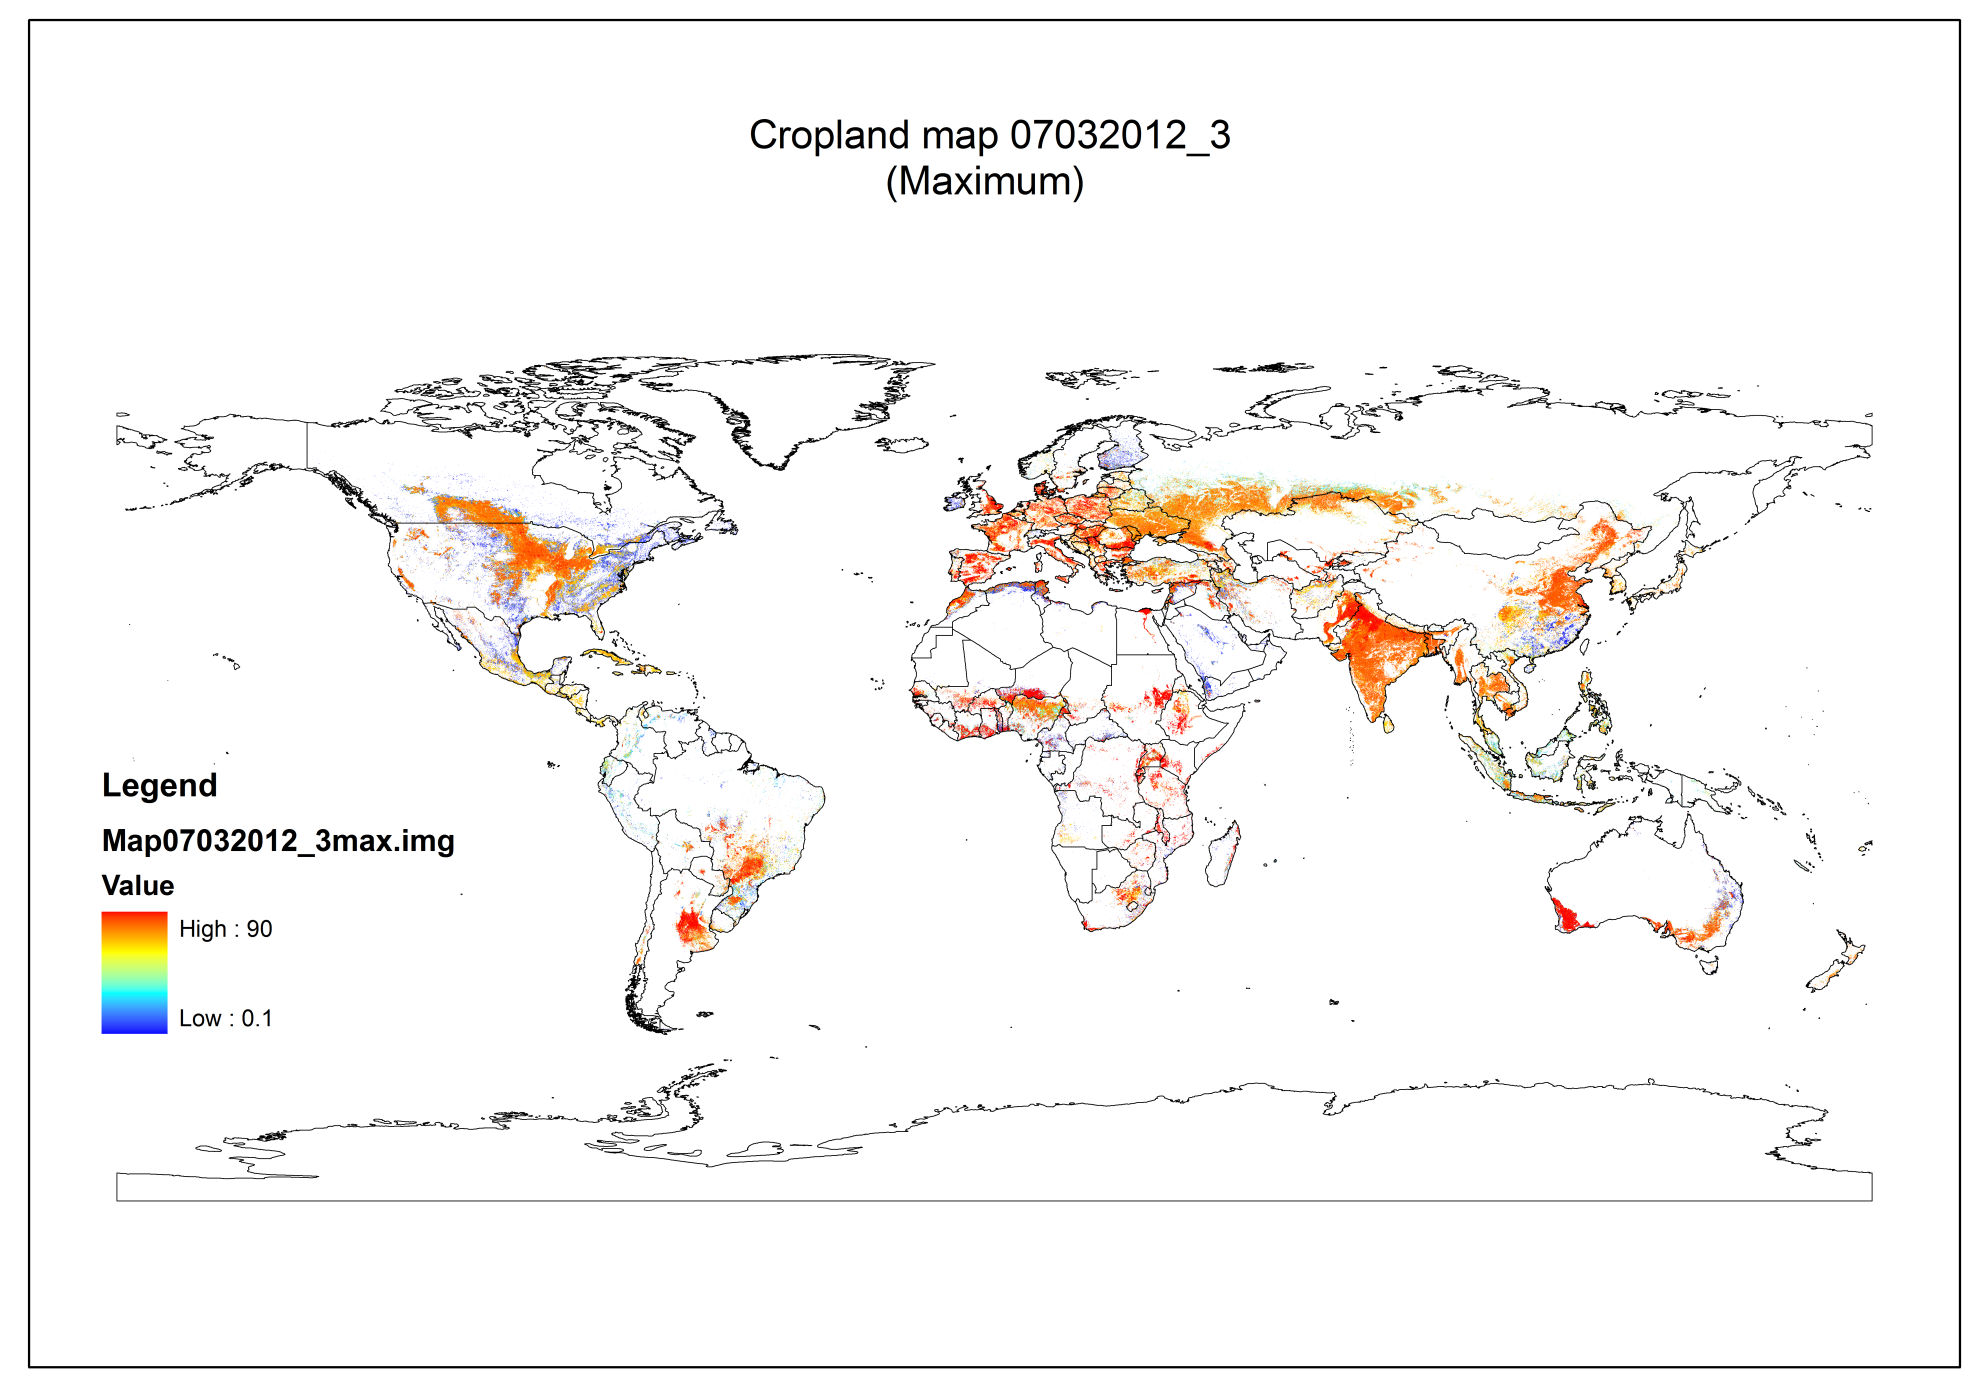 Cropland map 07032012_3
(Maximum)
Legend
Map07032012_3max.img
Value
High : 90
Low : 0.1